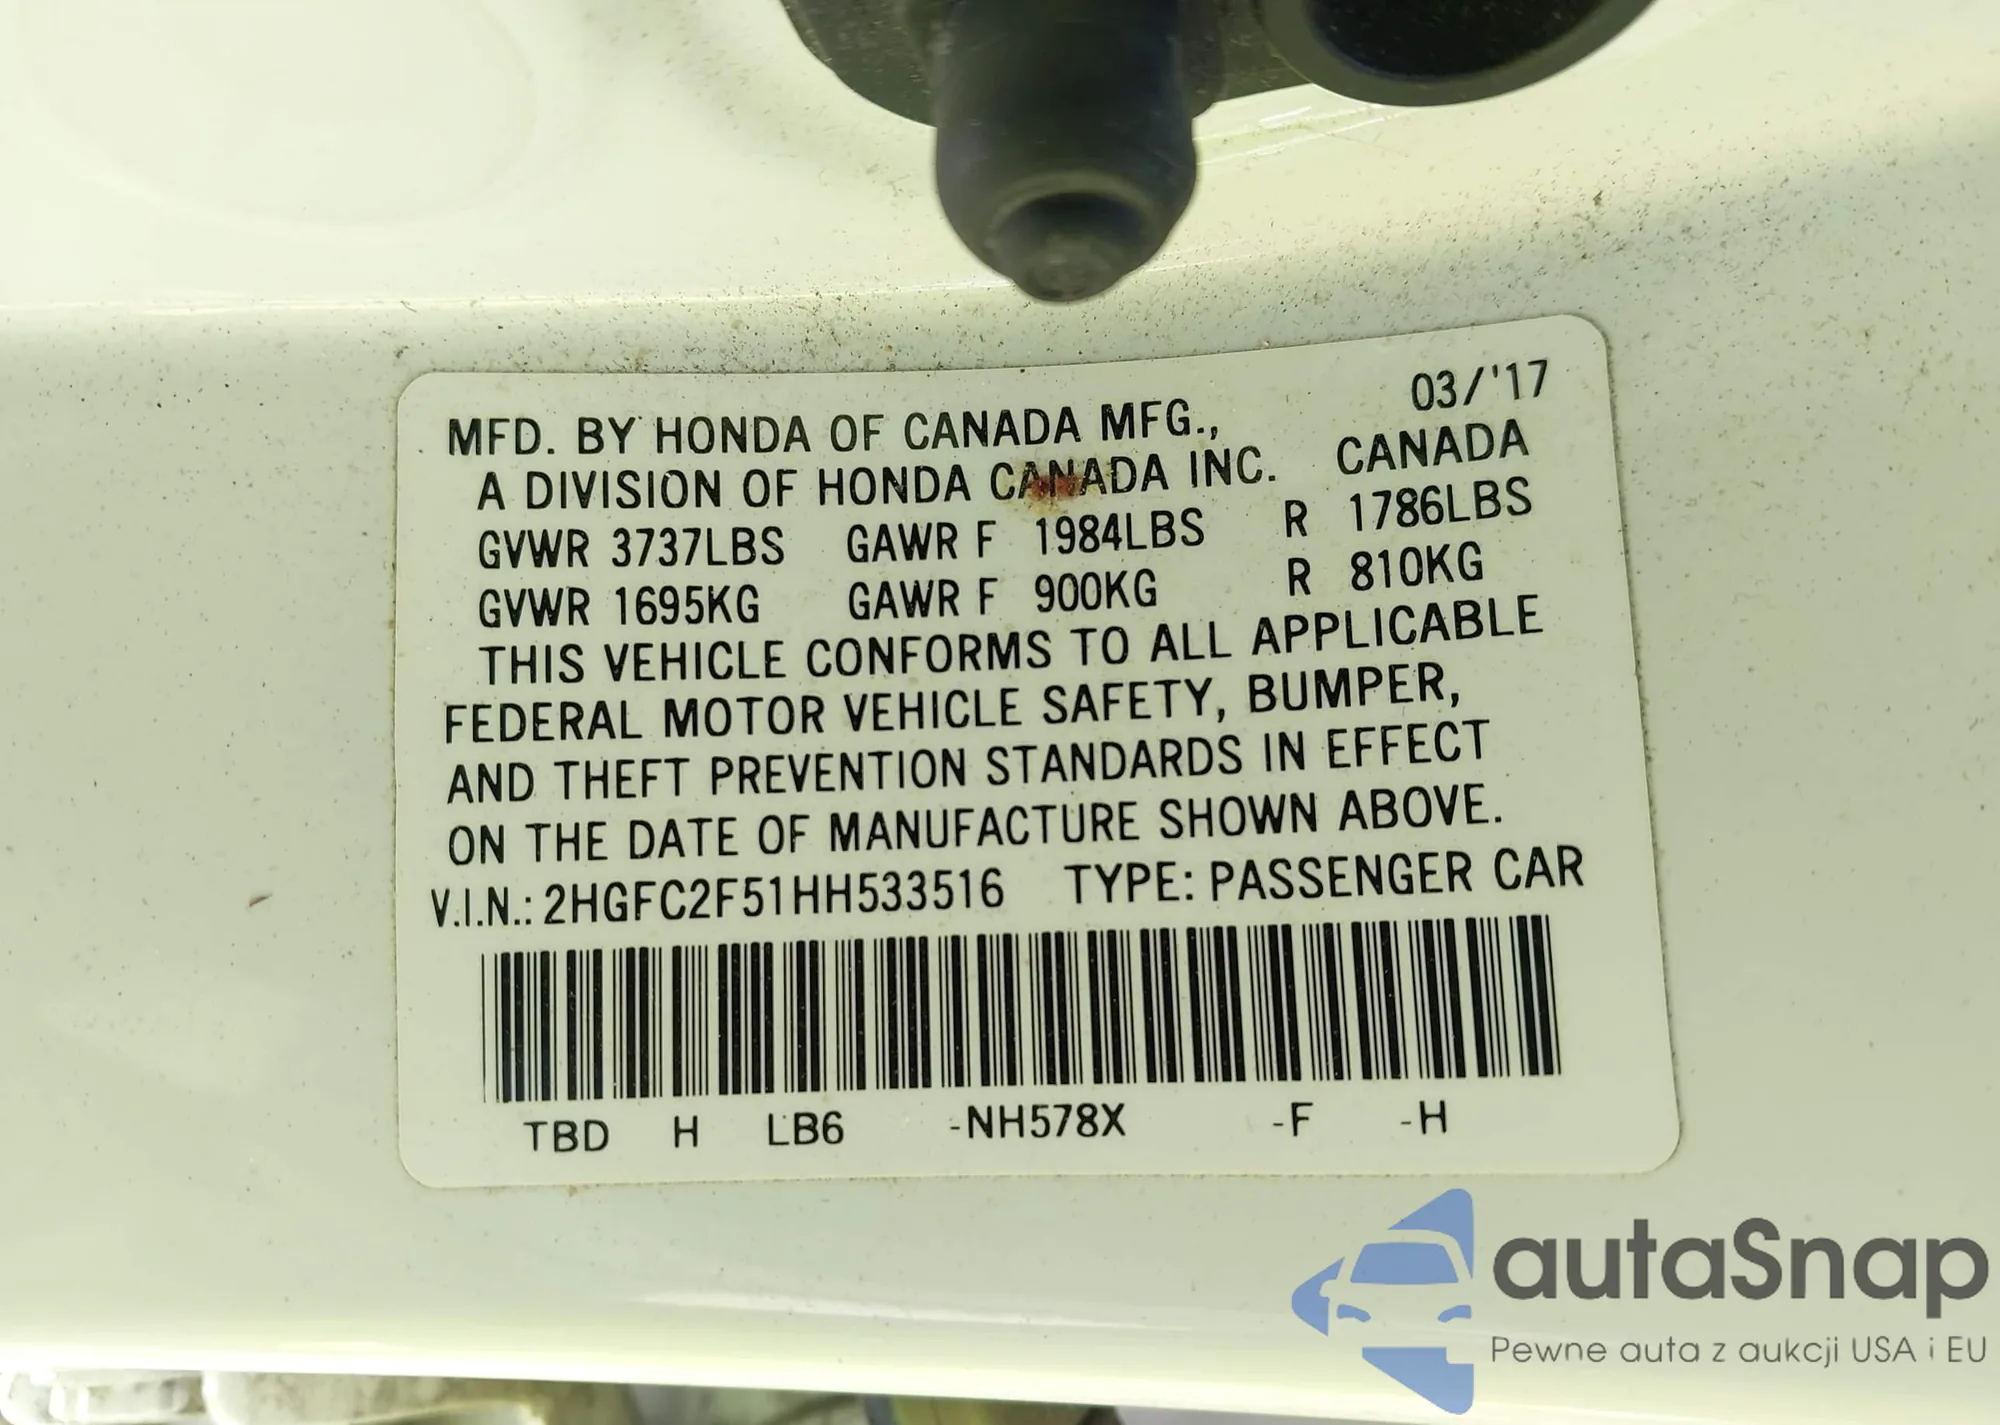 03/'17
MFD. BY HONDA OF CANADA MFG.,
A DIVISION OF HONDA CANADA INC. CANADA
GVWR 3737LBS GAWR F 1984LBS R 1786LBS
GVWR 1695KG GAWR F 900KG R 810KG
THIS VEHICLE CONFORMS TO ALL APPLICABLE
FEDERAL MOTOR VEHICLE SAFETY, BUMPER,
AND THEFT PREVENTION STANDARDS IN EFFECT
ON THE DATE OF MANUFACTURE SHOWN ABOVE.
V.I.N.: 2HGFC2F51HH533516 TYPE: PASSENGER CAR
TBD H LB6 -NH578X -F -H
autaSnap
Pewne auta z aukcji USA i EU